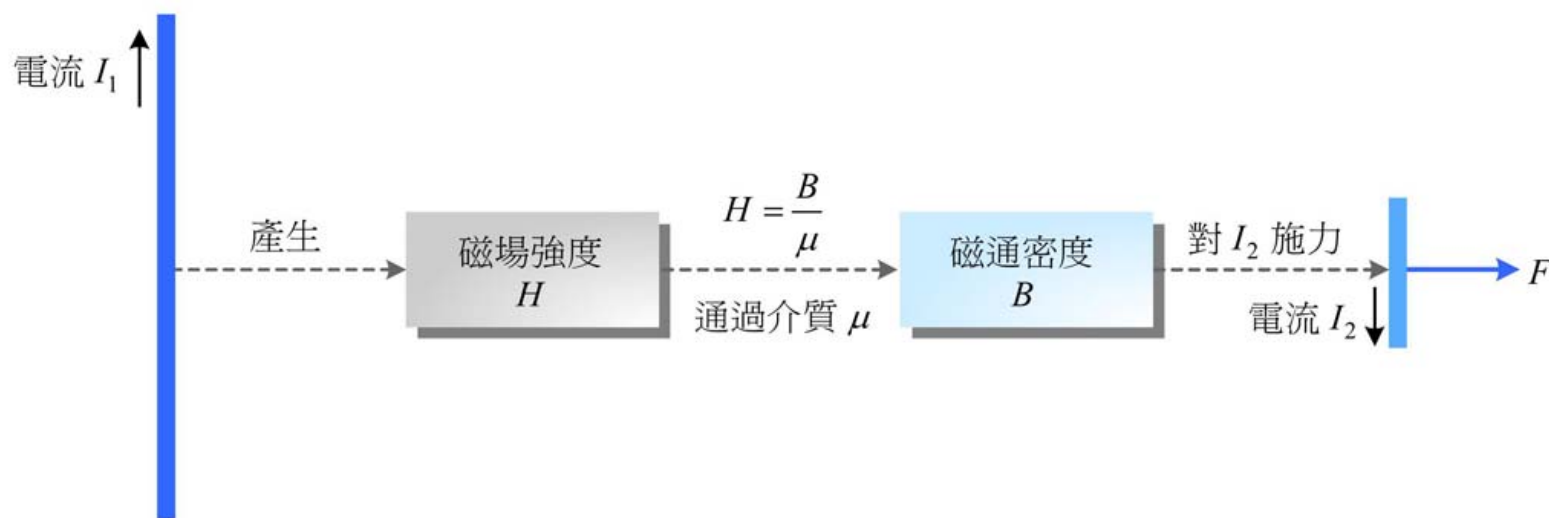 電流 I₁
產生
磁場強度
H
H = B/μ
通過介質 μ
磁通密度
B
對 I₂ 施力
電流 I₂
F